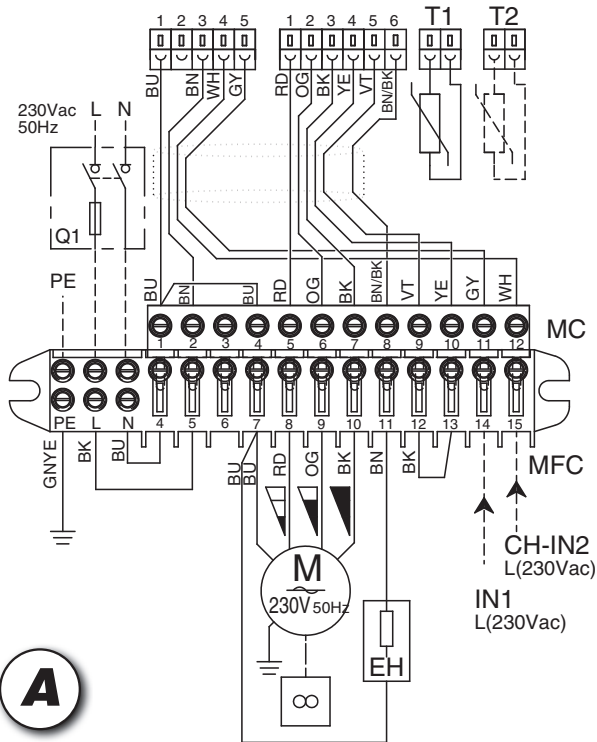 T1 T2
1 2 3 4 5 1 2 3 4 5 6
BU BN WH GY RD OG BK YE VT BN/BK
230Vac L N
50Hz
Q1
PE
BU BN BU RD OG BK BN/BK VT YE GY WH
MC
1 2 3 4 5 6 7 8 9 10 11 12
PE L N 4 5 6 7 8 9 10 11 12 13 14 15
MFC
GNYE BK BU BU BU RD OG BK BN BK
CH-IN2
L(230Vac)
IN1
L(230Vac)
M
230V 50Hz
EH
8
A